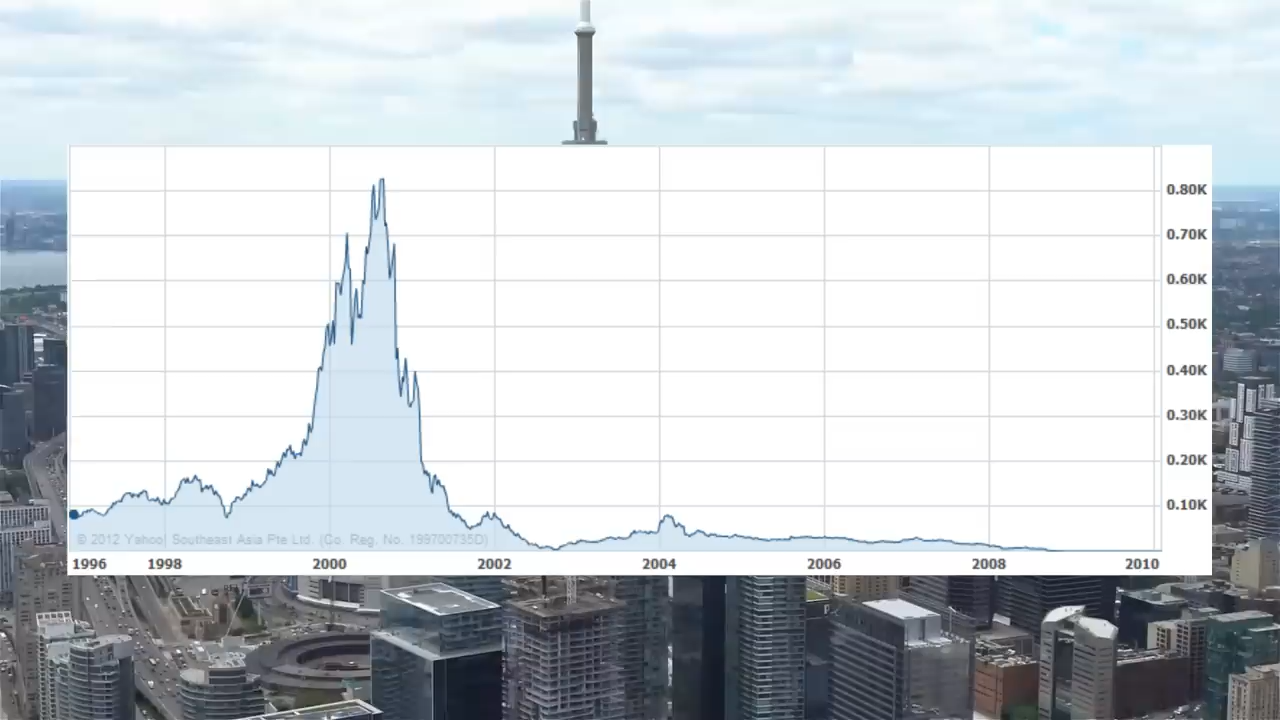 0.80K
0.70K
0.60K
0.50K
0.40K
0.30K
0.20K
0.10K
© 2012 Yahoo! Southeast Asia Pte Ltd. (Co. Reg. No. 199700735D)
1996 1998 2000 2002 2004 2006 2008 2010